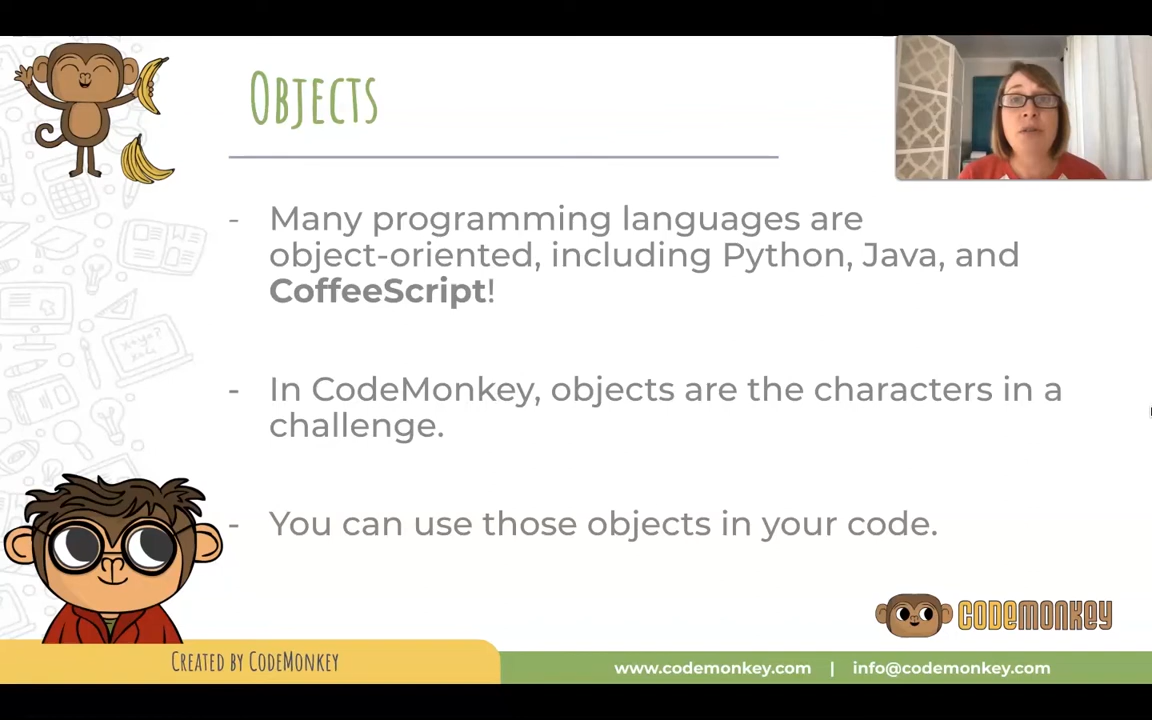 Objects
- Many programming languages are
object-oriented, including Python, Java, and
CoffeeScript!
- In CodeMonkey, objects are the characters in a
challenge.
- You can use those objects in your code.
CODEMONKEY
Created by CodeMonkey
www.codemonkey.com | info@codemonkey.com